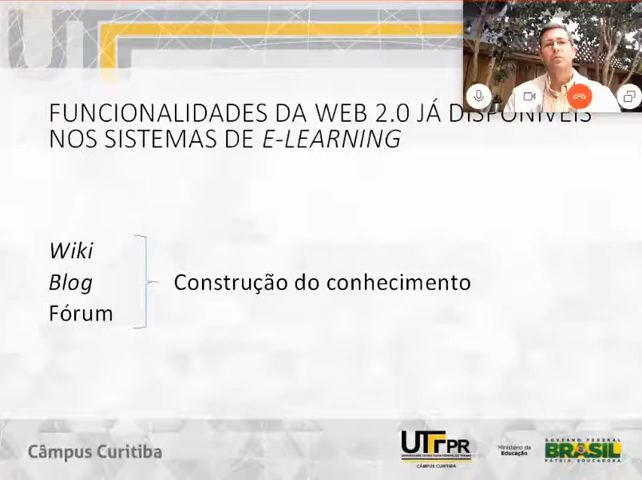 FUNCIONALIDADES DA WEB 2.0 JÁ DISPONÍVEIS
NOS SISTEMAS DE E-LEARNING
Wiki
Blog
Fórum
Construção do conhecimento
Câmpus Curitiba
UTFPR
CÂMPUS CURITIBA
Ministério da
Educação
GOVERNO FEDERAL
BRASIL
PÁTRIA EDUCADORA